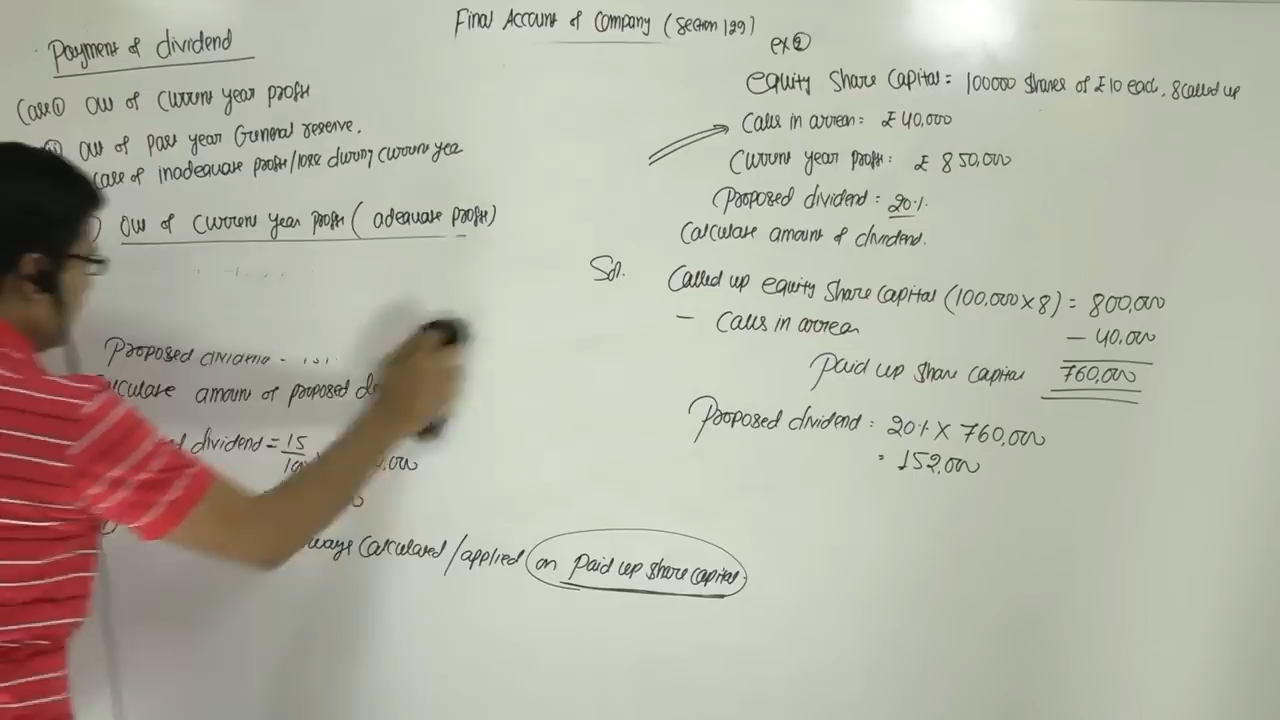 Final Account of Company (Section 129)
Payment of dividend
Case① Out of Current year profit
Out of past year General reserve.
case of inadequate profit/loss during current year
Out of Current year profit (adequate profit)
Proposed dividend =
amount of proposed
dividend = 15
,000
calculated/applied on paid up share capital.
ex②
equity share capital = 100000 shares of ₹10 each, 8 called up
Calls in arrear: ₹40,000
Current year profit: ₹850,000
Proposed dividend = 20%.
Calculate amount of dividend.
Sol.
Called up equity share capital (100,000×8) = 800,000
- Calls in arrear - 40,000
Paid up share capital 760,000
Proposed dividend = 20% × 760,000
= 152,000